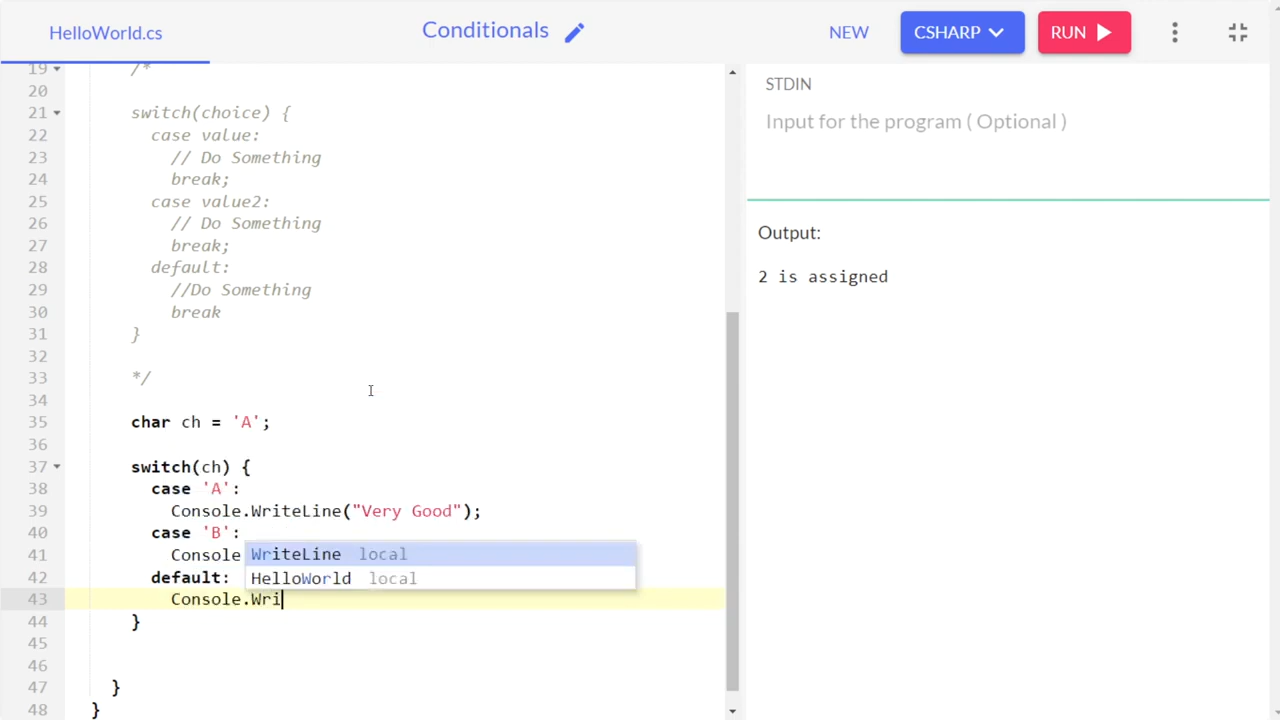 HelloWorld.cs
Conditionals
NEW
CSHARP
RUN
19 /*
20
21 switch(choice) {
22 case value:
23 // Do Something
24 break;
25 case value2:
26 // Do Something
27 break;
28 default:
29 //Do Something
30 break
31 }
32
33 */
34
35 char ch = 'A';
36
37 switch(ch) {
38 case 'A':
39 Console.WriteLine("Very Good");
40 case 'B':
41 Console
WriteLine local
42 default:
HelloWorld local
43 Console.Wri
44 }
45
46
47 }
48 }
STDIN
Input for the program ( Optional )
Output:
2 is assigned